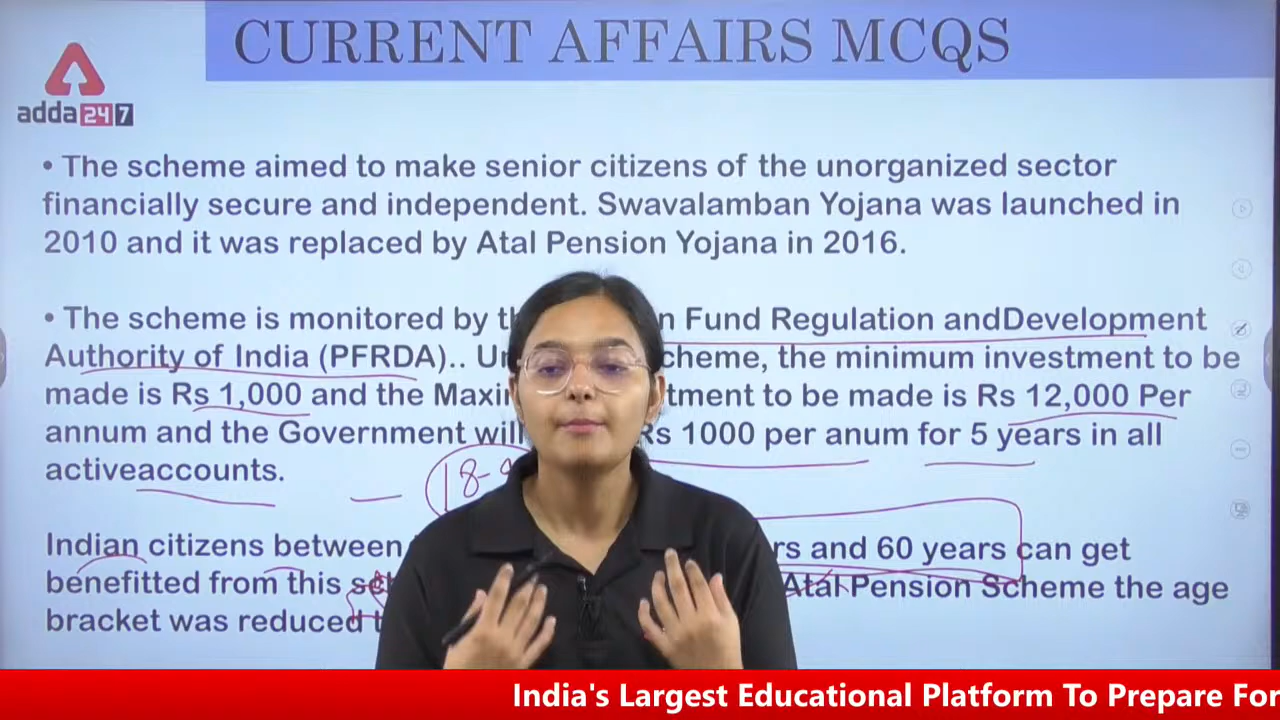 CURRENT AFFAIRS MCQS
adda247
• The scheme aimed to make senior citizens of the unorganized sector
financially secure and independent. Swavalamban Yojana was launched in
2010 and it was replaced by Atal Pension Yojana in 2016.
• The scheme is monitored by Fund Regulation andDevelopment
Authority of India (PFRDA).. scheme, the minimum investment to be
made is Rs 1,000 and the to be made is Rs 12,000 Per
annum and the Government will Rs 1000 per anum for 5 years in all
activeaccounts.
18-
Indian citizens between and 60 years can get
benefitted from this Atal Pension Scheme the age
bracket was reduced
India's Largest Educational Platform To Prepare For